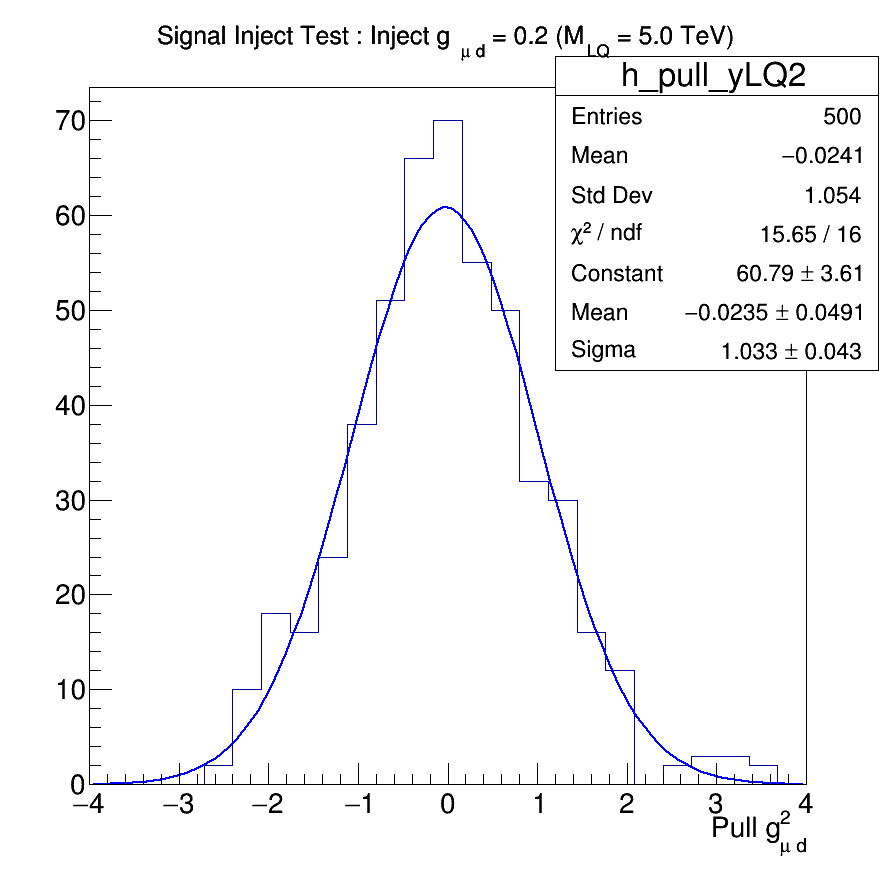 Signal Inject Test : Inject g μ d = 0.2 (M LQ = 5.0 TeV)
h_pull_yLQ2
Entries 500
Mean −0.0241
Std Dev 1.054
χ² / ndf 15.65 / 16
Constant 60.79 ± 3.61
Mean −0.0235 ± 0.0491
Sigma 1.033 ± 0.043
70
60
50
40
30
20
10
0
−4 −3 −2 −1 0 1 2 3 4
Pull g²μ d